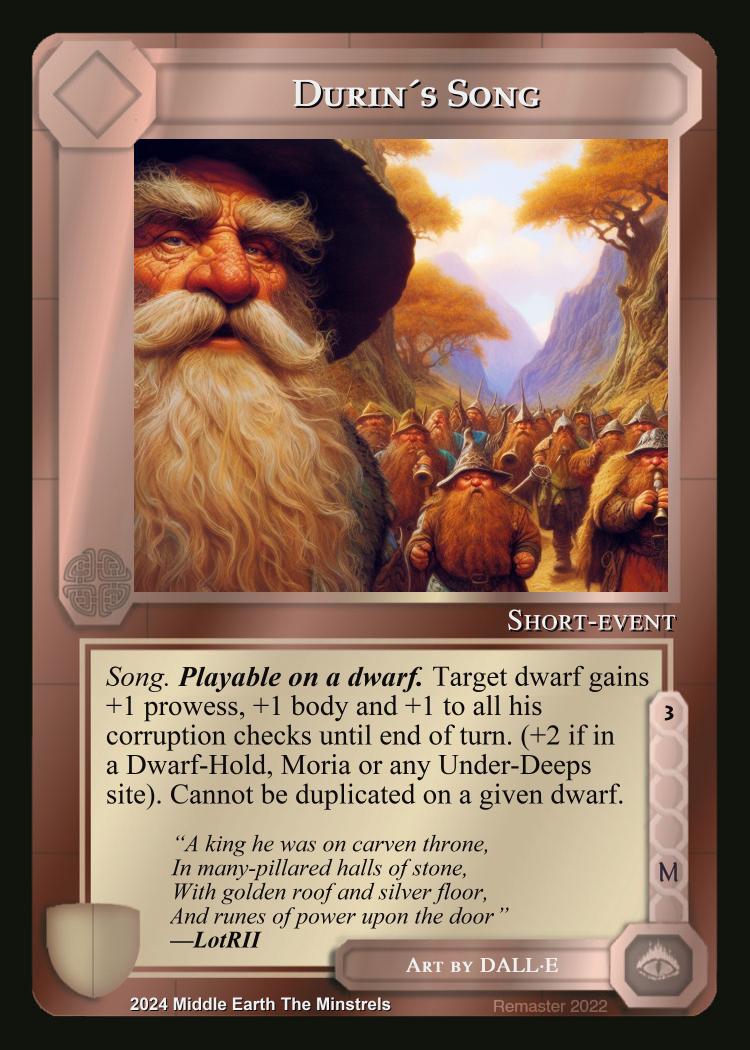 Durin´s Song
Short-event
Song. Playable on a dwarf. Target dwarf gains
+1 prowess, +1 body and +1 to all his
corruption checks until end of turn. (+2 if in
a Dwarf-Hold, Moria or any Under-Deeps
site). Cannot be duplicated on a given dwarf.
3
“A king he was on carven throne,
In many-pillared halls of stone,
With golden roof and silver floor,
And runes of power upon the door”
—LotRII
M
Art by DALL·E
2024 Middle Earth The Minstrels
Remaster 2022